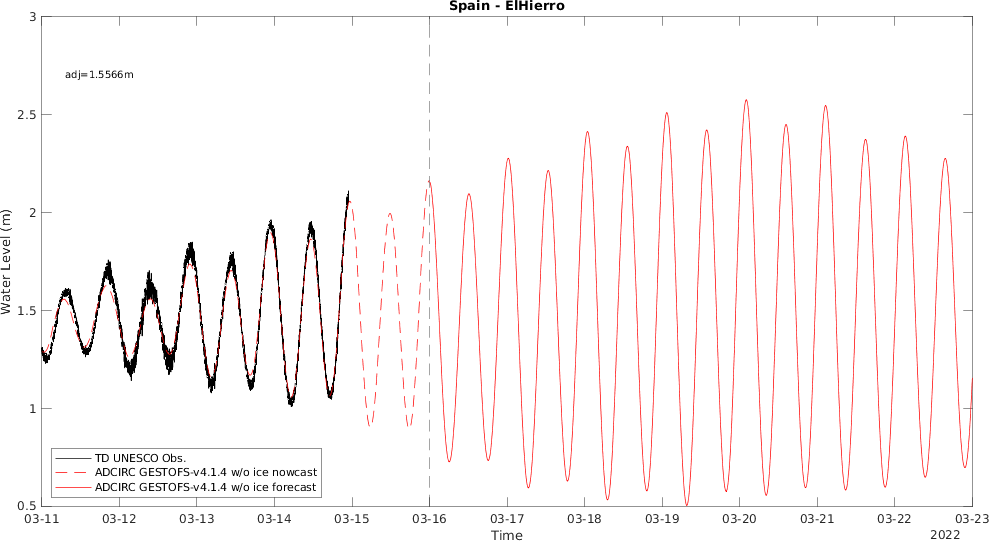 Spain - ElHierro
3
adj=1.5566m
2.5
2
Water Level (m)
1.5
1
TD UNESCO Obs.
ADCIRC GESTOFS-v4.1.4 w/o ice nowcast
ADCIRC GESTOFS-v4.1.4 w/o ice forecast
0.5
03-11 03-12 03-13 03-14 03-15 03-16 03-17 03-18 03-19 03-20 03-21 03-22 03-23
Time
2022